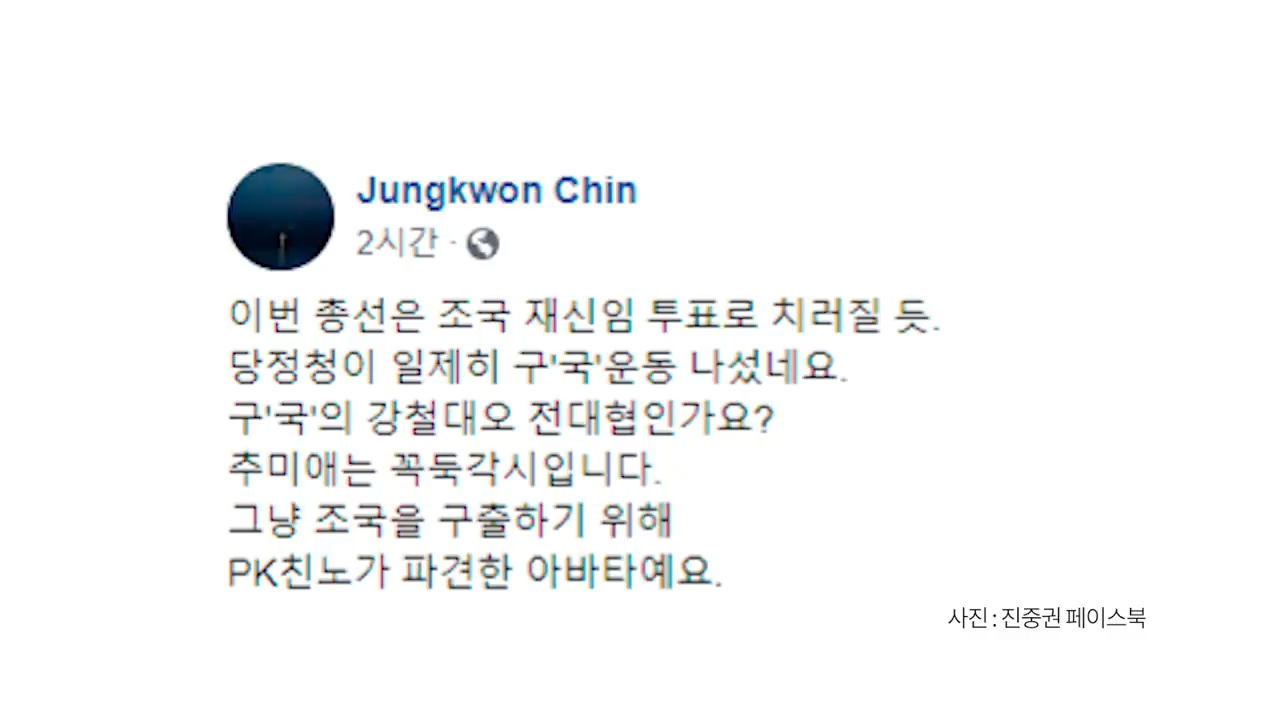 Jungkwon Chin
2시간 ·
이번 총선은 조국 재신임 투표로 치러질 듯.
당정청이 일제히 구'국'운동 나섰네요.
구'국'의 강철대오 전대협인가요?
추미애는 꼭둑각시입니다.
그냥 조국을 구출하기 위해
PK친노가 파견한 아바타예요.
사진 : 진중권 페이스북